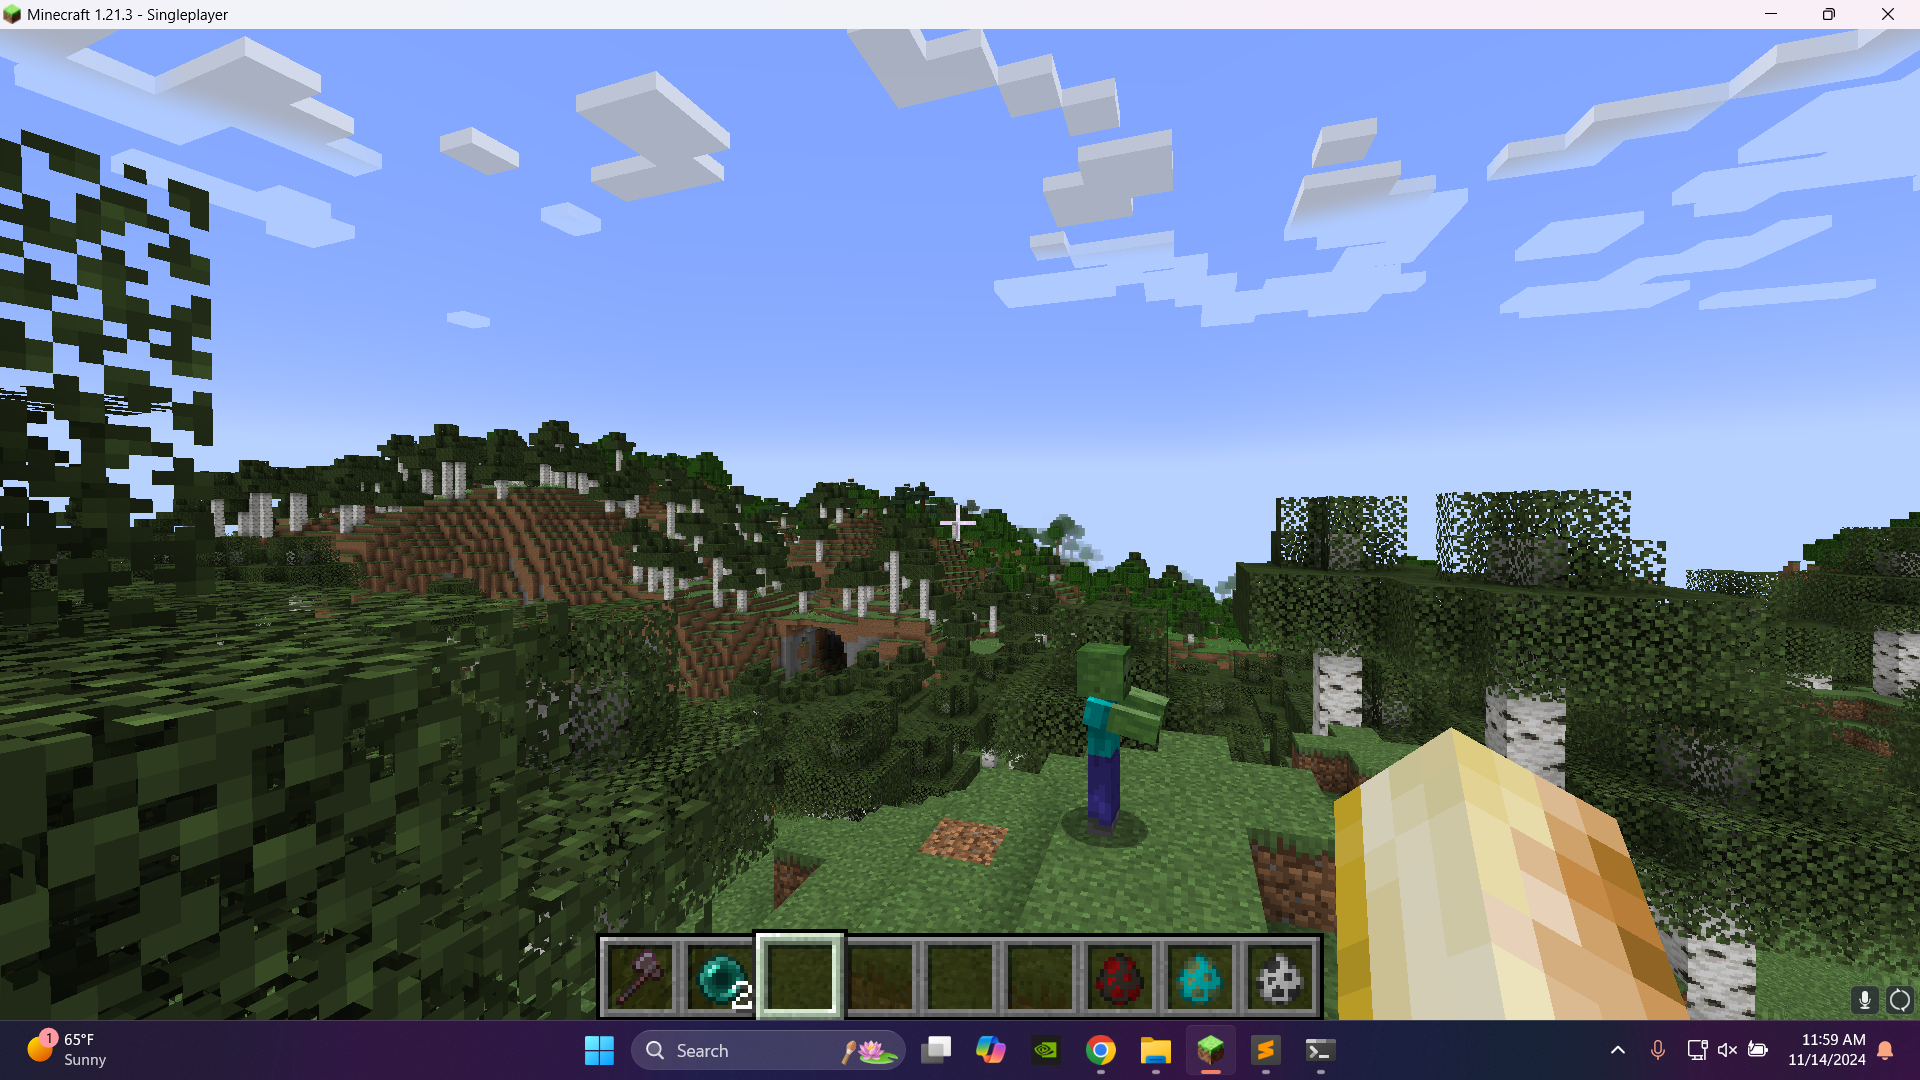 Minecraft 1.21.3 - Singleplayer
2
1
65°F
Sunny
Search
11:59 AM
11/14/2024